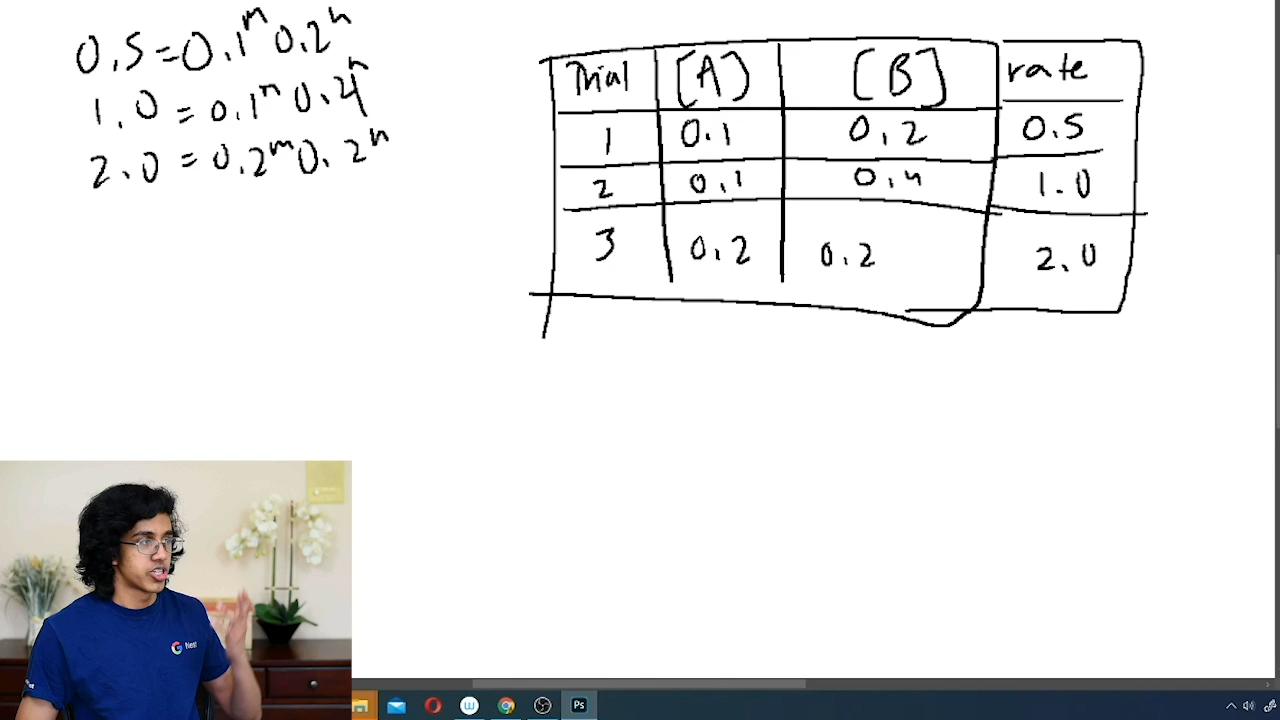 0.5 = 0.1^m 0.2^n
1.0 = 0.1^m 0.4^n
2.0 = 0.2^m 0.2^n
Trial [A] [B] rate
1 0.1 0.2 0.5
2 0.1 0.4 1.0
3 0.2 0.2 2.0
G Nest
Ps